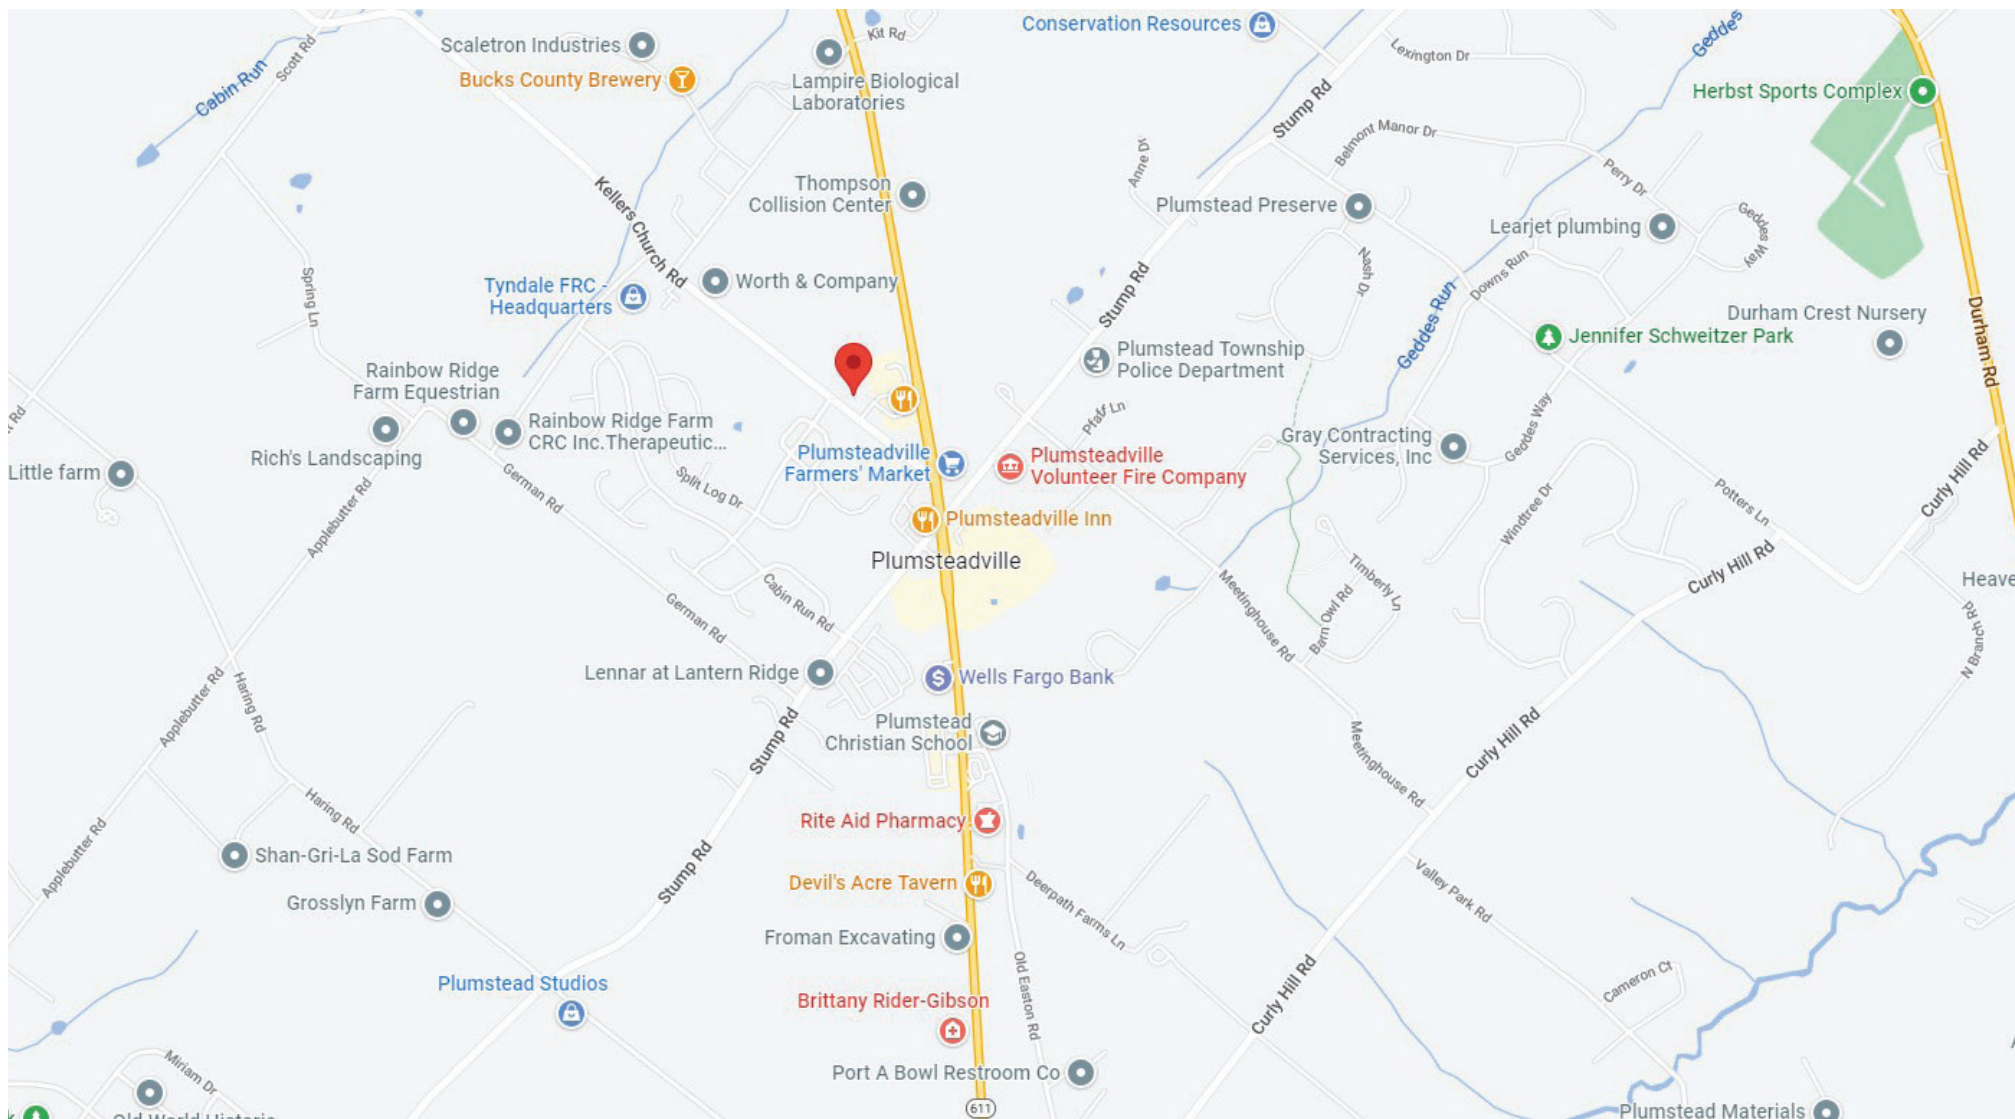 Conservation Resources
Kit Rd
Scott Rd
Scaletron Industries
Lexington Dr
Geddes
Bucks County Brewery
Lampire Biological
Laboratories
Cabin Run
Herbst Sports Complex
Stump Rd
Belmont Manor Dr
Anne Dr
Perry Dr
Thompson
Collision Center
Kellers Church Rd
Plumstead Preserve
Learjet plumbing
Geddes Way
Spring Ln
Worth & Company
Tyndale FRC -
Headquarters
Stump Rd
Nash Dr
Downs Run
Geddes Run
Durham Crest Nursery
Durham Rd
Jennifer Schweitzer Park
Plumstead Township
Police Department
Rainbow Ridge
Farm Equestrian
Rd
Rainbow Ridge Farm
CRC Inc.Therapeutic...
Pfaff Ln
Geddes Way
Rich's Landscaping
Gray Contracting
Services, Inc
Plumsteadville
Farmers' Market
Plumsteadville
Volunteer Fire Company
Little farm
German Rd
Split Log Dr
Curly Hill Rd
Potters Ln
Windtree Dr
Applebutter Rd
Plumsteadville Inn
Plumsteadville
Curly Hill Rd
Timberly Ln
Heave
Cabin Run Rd
German Rd
Meetinghouse Rd
Barn Owl Rd
N Branch Rd
Lennar at Lantern Ridge
Wells Fargo Bank
Applebutter Rd
Haring Rd
Plumstead
Christian School
Stump Rd
Meetinghouse Rd
Curly Hill Rd
Haring Rd
Rite Aid Pharmacy
Applebutter Rd
Shan-Gri-La Sod Farm
Stump Rd
Devil's Acre Tavern
Deerpath Farms Ln
Valley Park Rd
Grosslyn Farm
Froman Excavating
Old Easton Rd
Curly Hill Rd
Cameron Ct
Plumstead Studios
Brittany Rider-Gibson
Miriam Dr
Port A Bowl Restroom Co
611
Old World Historic
Plumstead Materials